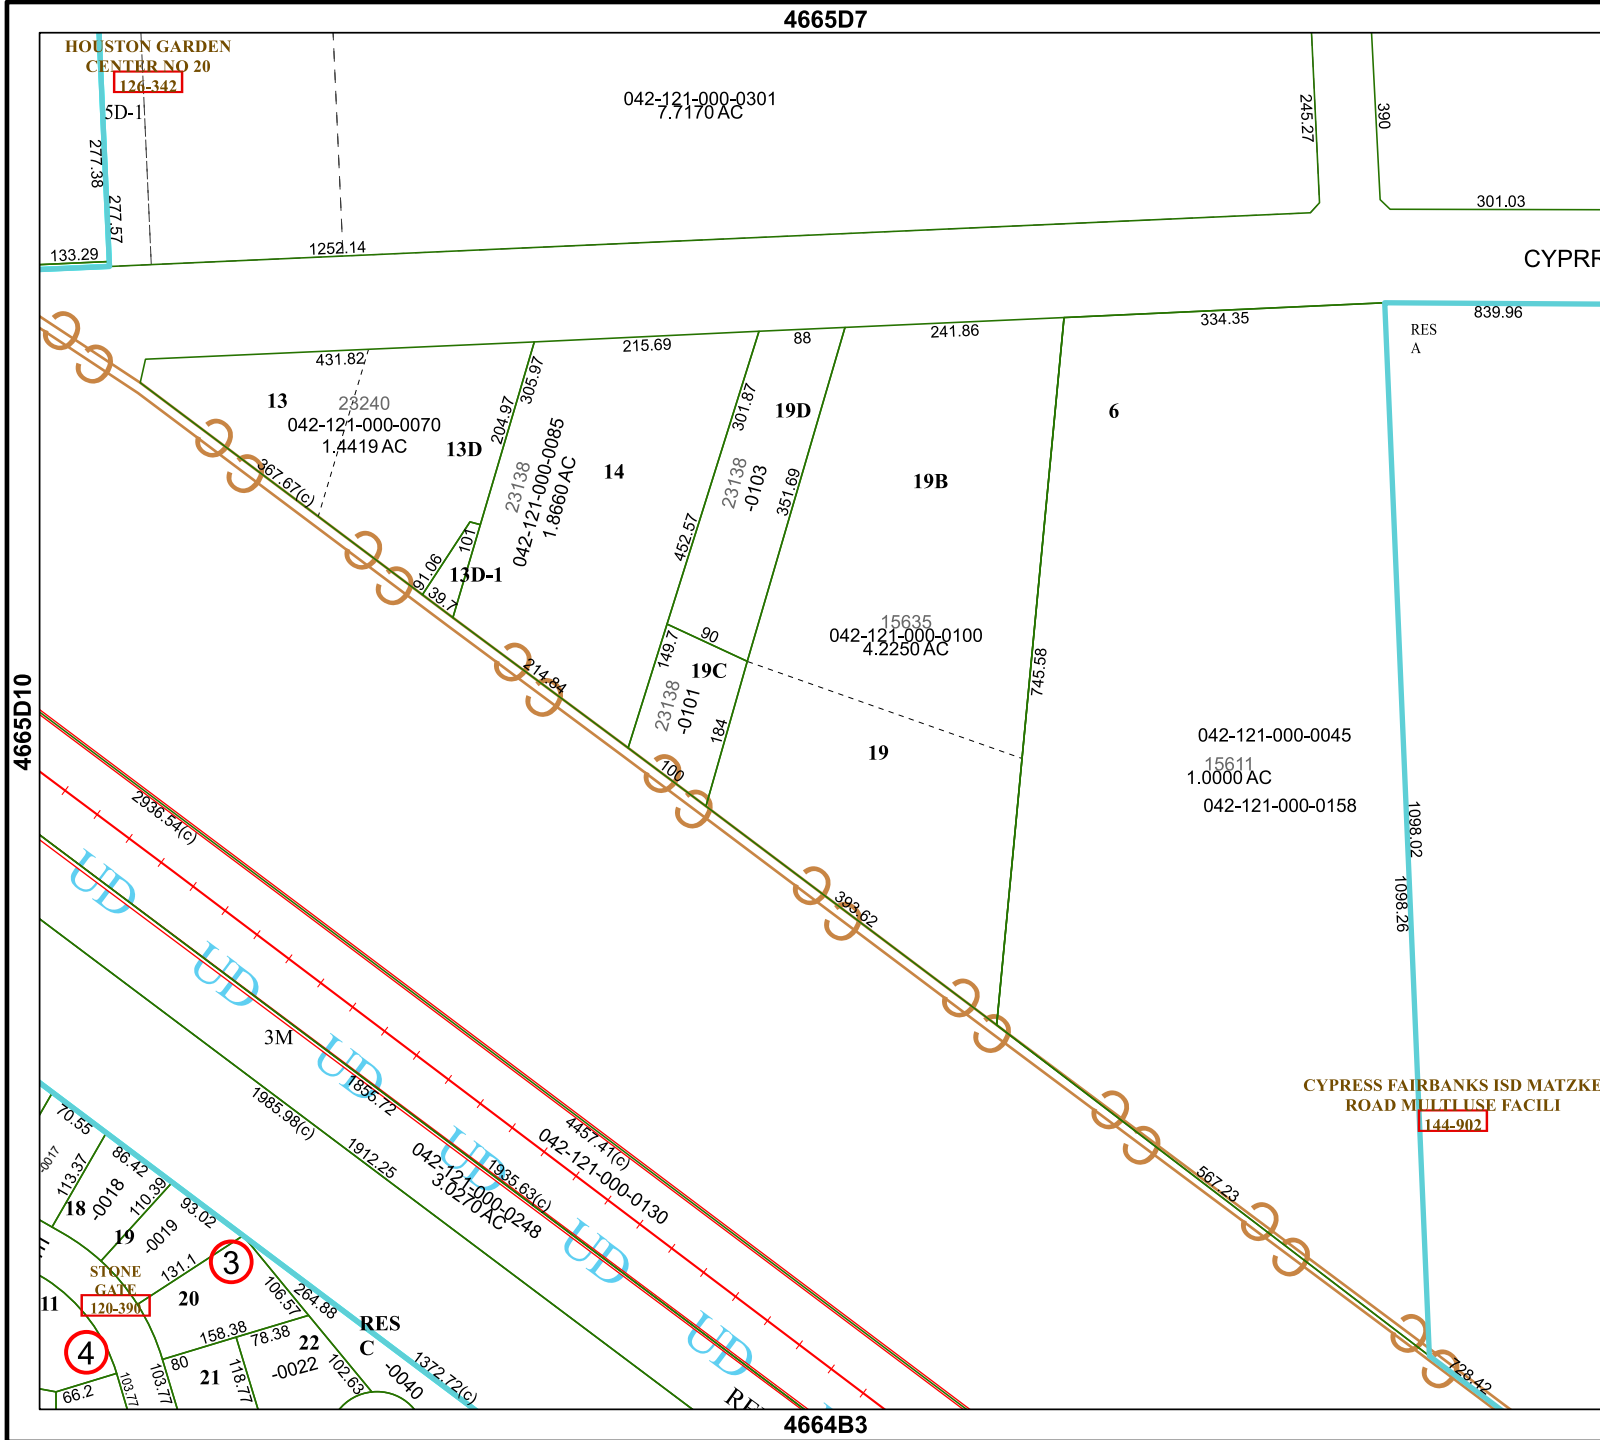 4665D7
HOUSTON GARDEN
CENTER NO 20
126-342
5D-1
277.38
277.57
133.29
1252.14
042-121-000-0301
7.7170 AC
245.27
390
301.03
CYPRR
431.82
215.69
88
241.86
334.35
839.96
RES
A
13
23240
042-121-000-0070
1.4419 AC
13D
305.97
204.97
367.67(c)
23138
042-121-000-0085
1.8660 AC
14
101
91.06
13D-1
39.7
301.87
19D
23138
-0103
351.69
452.57
19B
6
15635
042-121-000-0100
4.2250 AC
90
149.7
19C
23138
-0101
184
214.84
100
19
745.58
042-121-000-0045
15611
1.0000 AC
042-121-000-0158
1098.02
1098.26
393.62
4665D10
2936.54(c)
UD
UD
UD
UD
UD
UD
3M
1855.72
1985.98(c)
1912.25
4457.41(c)
042-121-000-0130
1935.63(c)
042-121-000-0248
3.0270 AC
CYPRESS FAIRBANKS ISD MATZKE
ROAD MULTI USE FACILI
144-902
567.23
728.42
70.55
86.42
93.02
-0017
113.37
18
-0018
110.39
19
-0019
131.1
3
STONE
GATE
120-390
20
11
4
106.57
264.88
158.38
78.38
22
-0022
80
21
118.77
103.77
103.77
66.2
102.63
RES
C
-0040
1372.72(c)
4664B3